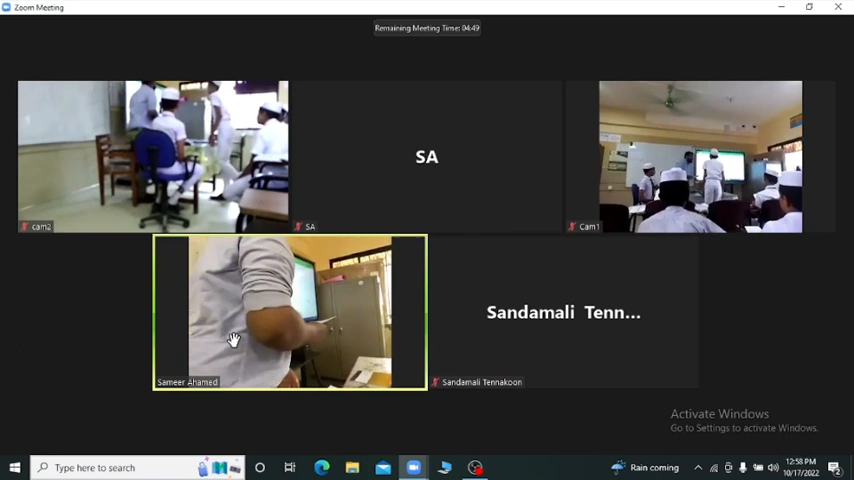 Zoom Meeting
Remaining Meeting Time: 04:49
cam2
SA
SA
Cam1
Sameer Ahamed
Sandamali Tenn...
Sandamali Tennakoon
Activate Windows
Go to Settings to activate Windows.
Type here to search
Rain coming
12:58 PM
10/17/2022
2